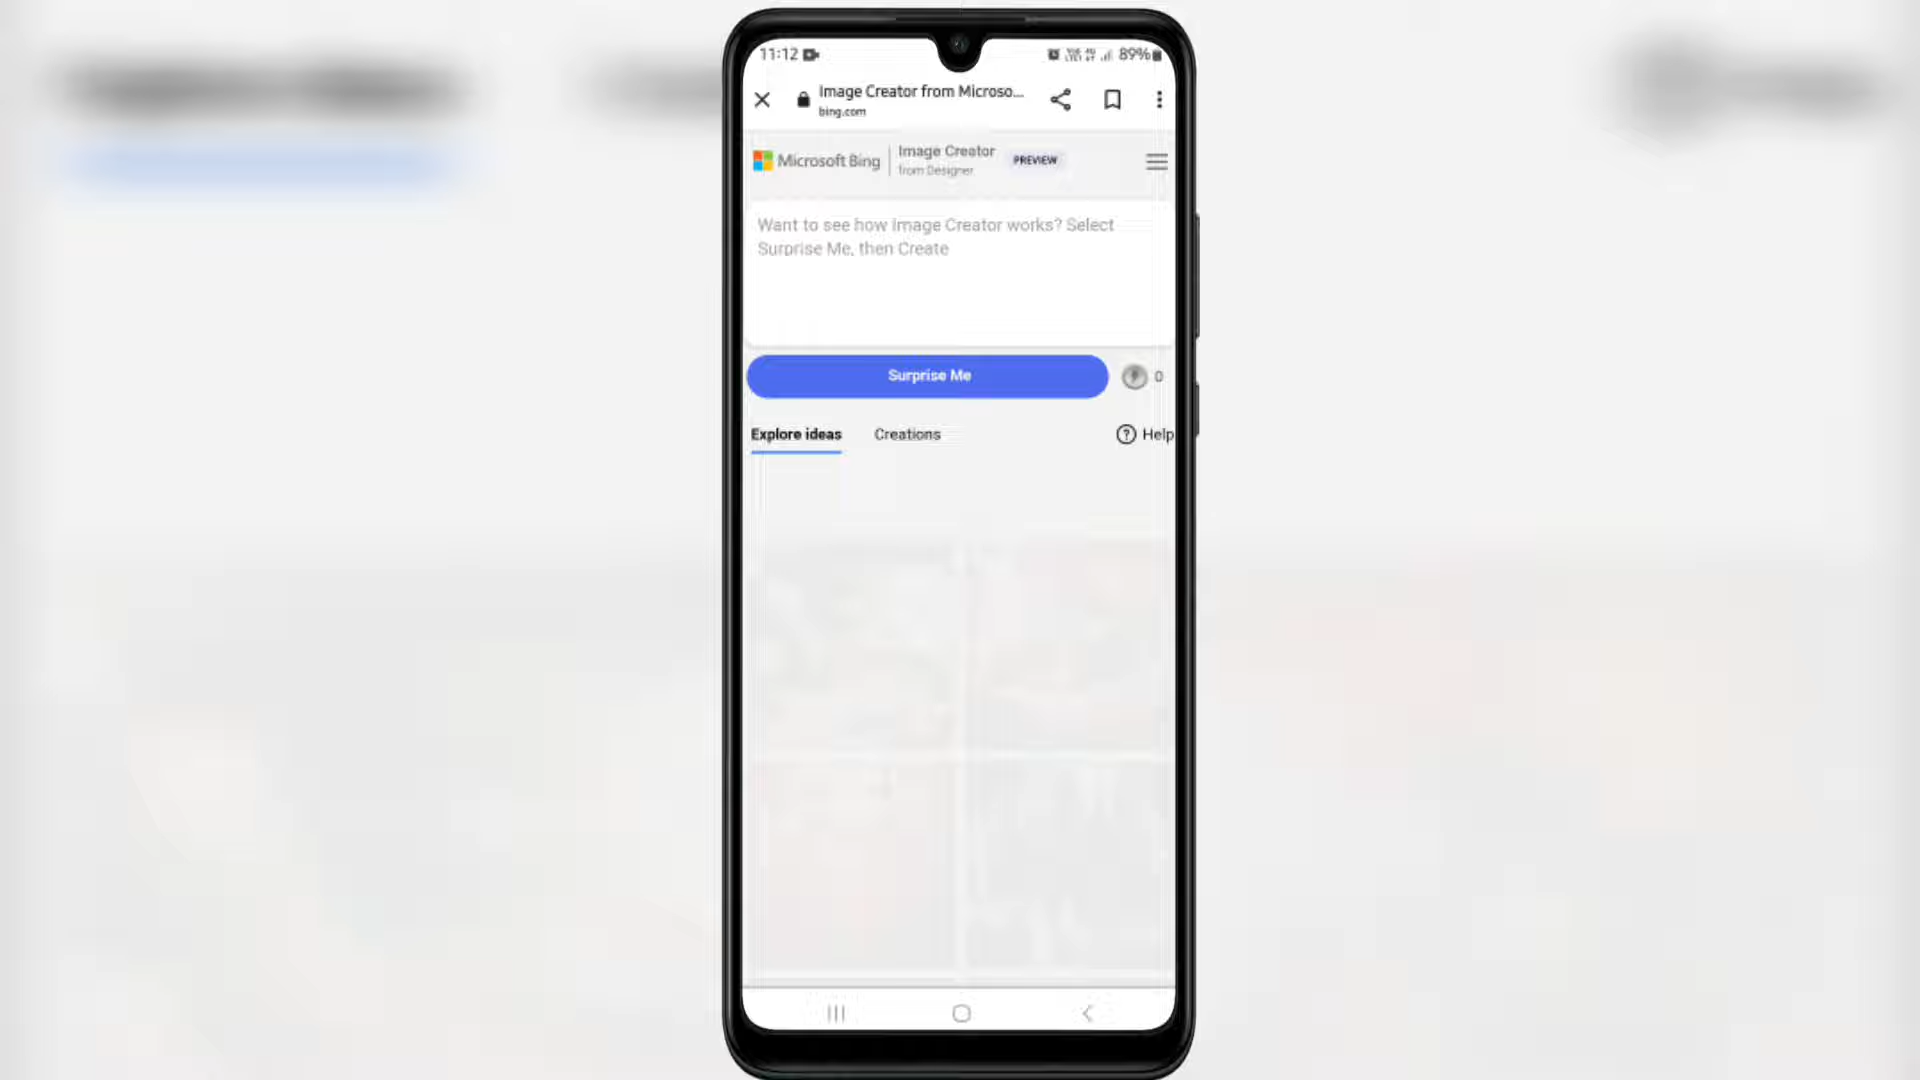 11:12
89%
Image Creator from Microso...
bing.com
Microsoft Bing
Image Creator
from Designer
PREVIEW
Want to see how Image Creator works? Select
Surprise Me, then Create
Surprise Me
0
Explore ideas
Creations
Help